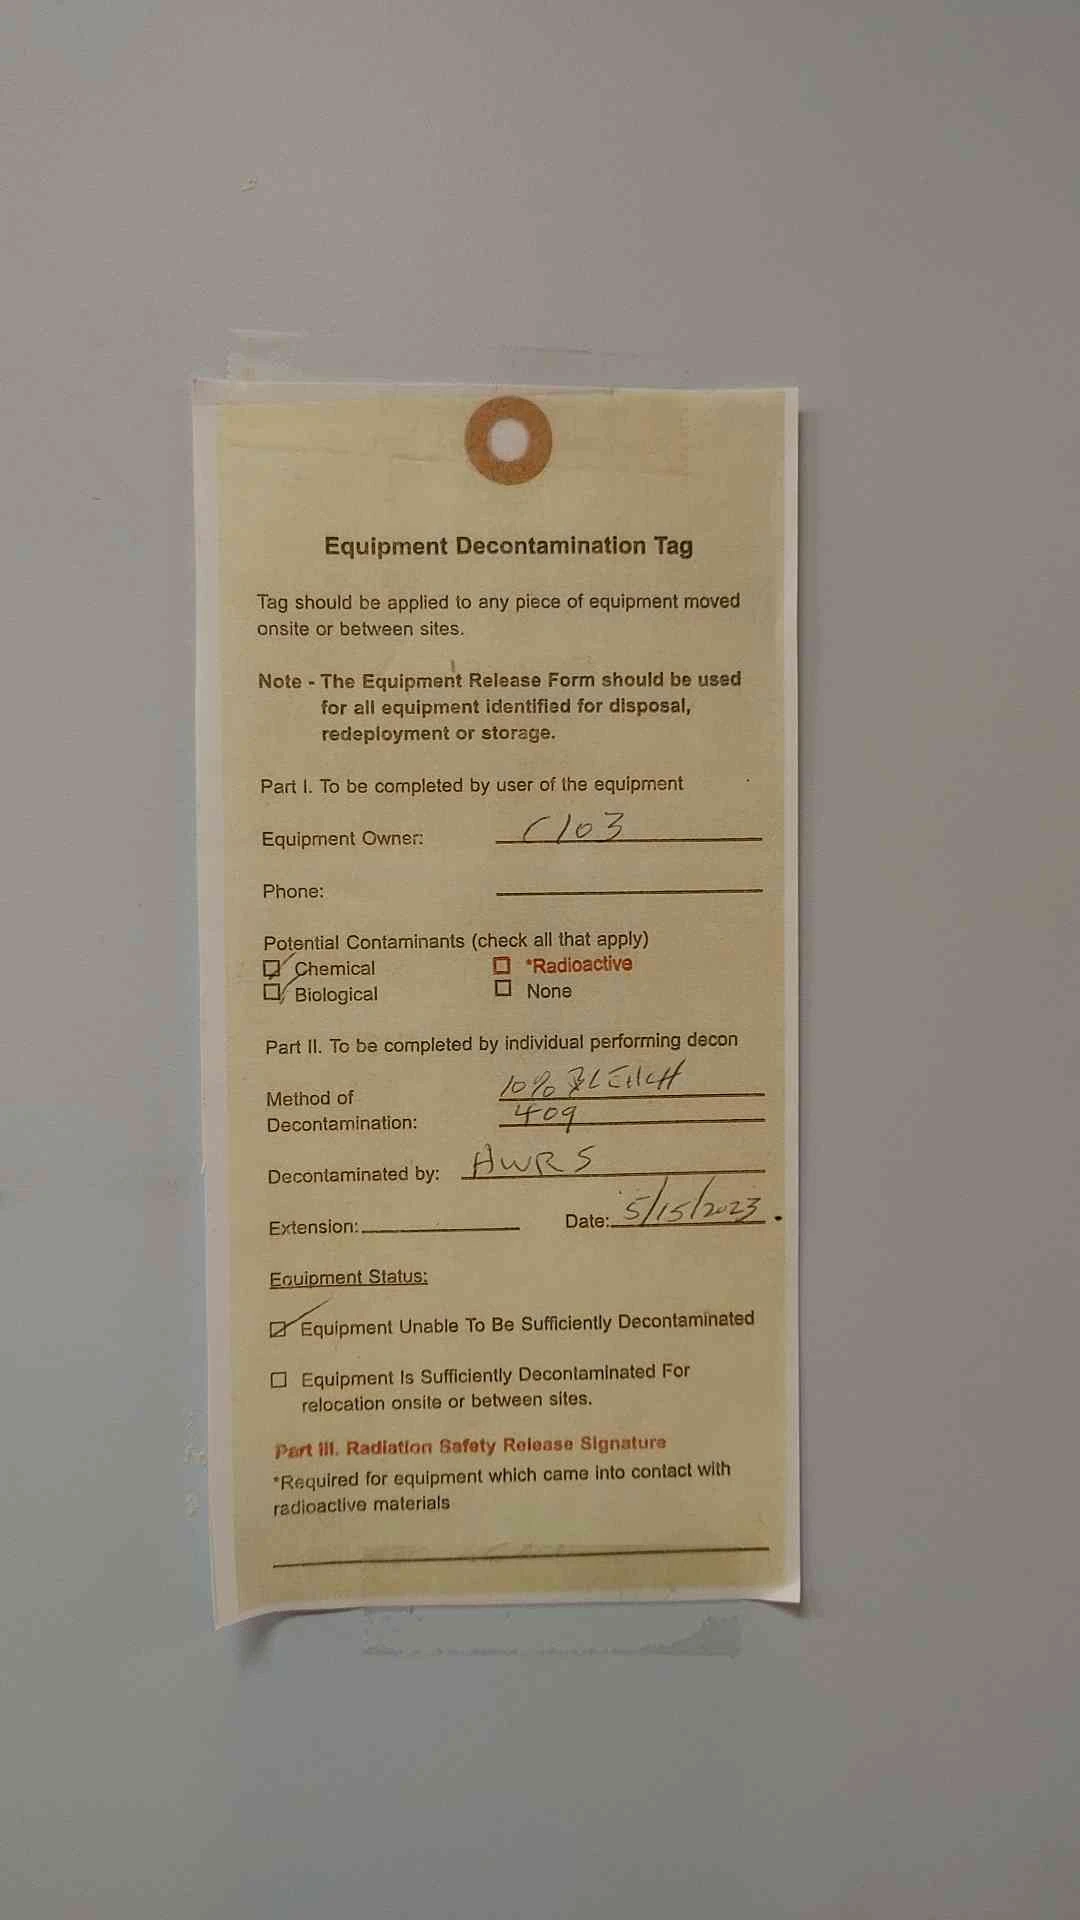 Equipment Decontamination Tag
Tag should be applied to any piece of equipment moved
onsite or between sites.
Note - The Equipment Release Form should be used
for all equipment identified for disposal,
redeployment or storage.
Part I. To be completed by user of the equipment
Equipment Owner: C103
Phone:
Potential Contaminants (check all that apply)
Chemical *Radioactive
Biological None
Part II. To be completed by individual performing decon
Method of 10% BLEACH
Decontamination: 409
Decontaminated by: AWRS
Extension: Date: 5/15/2023
Equipment Status:
Equipment Unable To Be Sufficiently Decontaminated
Equipment Is Sufficiently Decontaminated For
relocation onsite or between sites.
Part III. Radiation Safety Release Signature
*Required for equipment which came into contact with
radioactive materials